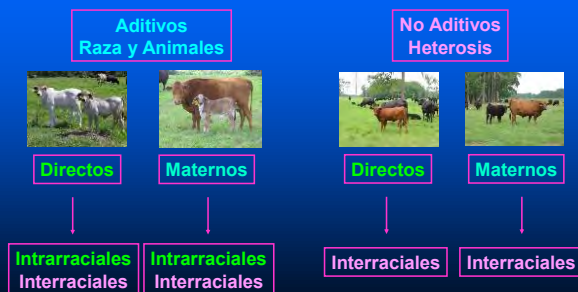 Aditivos
Raza y Animales
No Aditivos
Heterosis
Directos
Maternos
Directos
Maternos
Intrarraciales
Interraciales
Intrarraciales
Interraciales
Interraciales
Interraciales